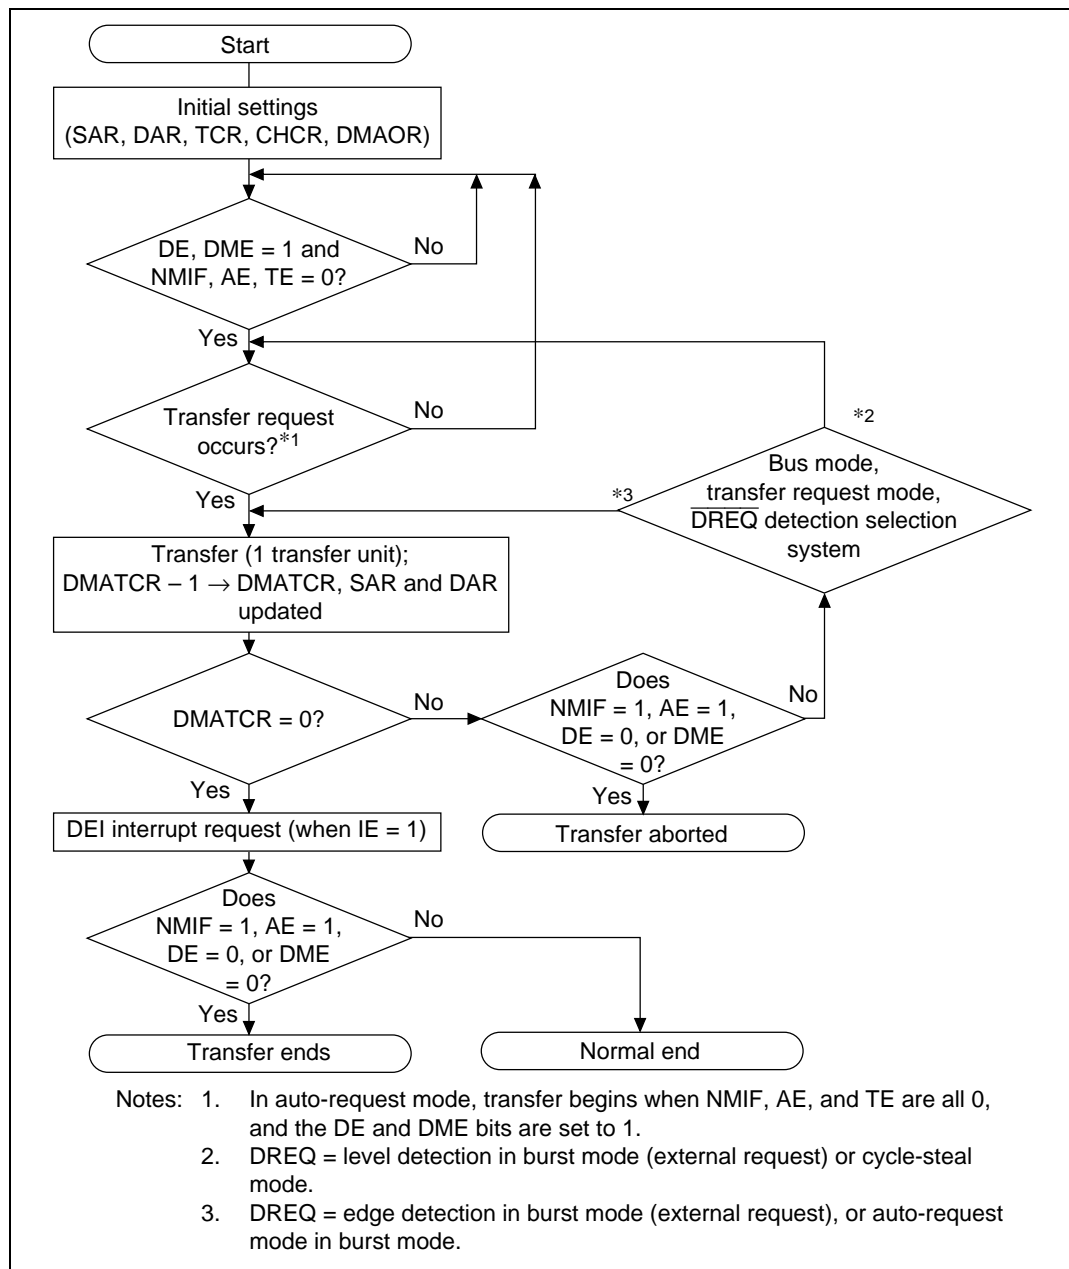 Start
Initial settings
(SAR, DAR, TCR, CHCR, DMAOR)
DE, DME = 1 and
NMIF, AE, TE = 0?
No
Yes
Transfer request
occurs?*1
No
Yes
*2
Bus mode,
transfer request mode,
DREQ detection selection
system
*3
Transfer (1 transfer unit);
DMATCR – 1 → DMATCR, SAR and DAR
updated
DMATCR = 0?
No
Yes
Does
NMIF = 1, AE = 1,
DE = 0, or DME
= 0?
No
Yes
Transfer aborted
DEI interrupt request (when IE = 1)
Does
NMIF = 1, AE = 1,
DE = 0, or DME
= 0?
No
Yes
Transfer ends
Normal end
Notes: 1. In auto-request mode, transfer begins when NMIF, AE, and TE are all 0,
and the DE and DME bits are set to 1.
2. DREQ = level detection in burst mode (external request) or cycle-steal
mode.
3. DREQ = edge detection in burst mode (external request), or auto-request
mode in burst mode.